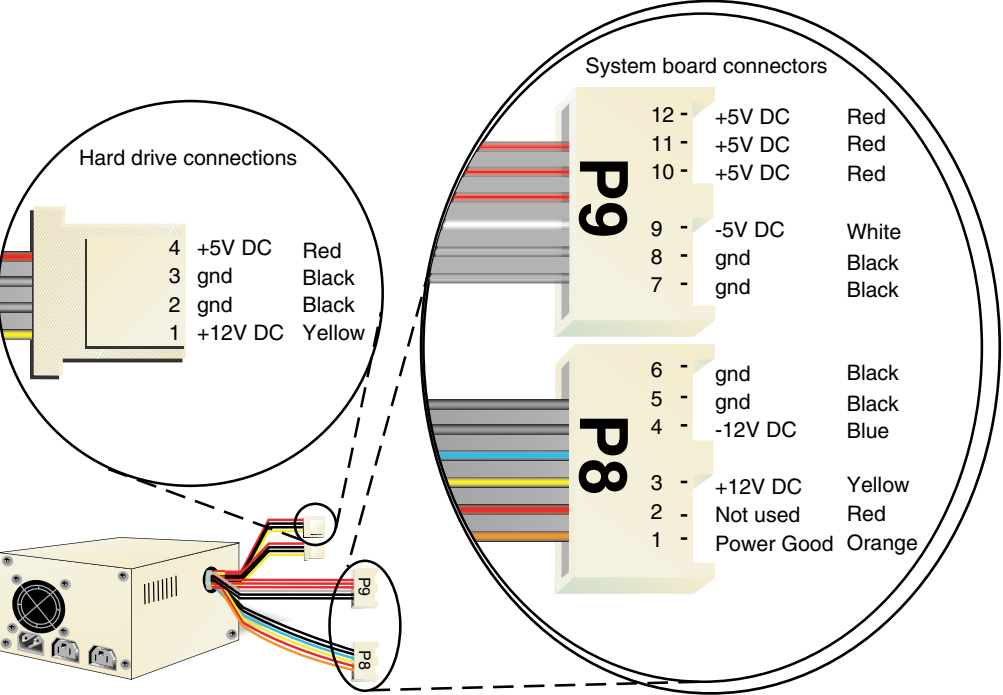 System board connectors
12 - +5V DC Red
11 - +5V DC Red
10 - +5V DC Red
P9
9 - -5V DC White
8 - gnd Black
7 - gnd Black
6 - gnd Black
5 - gnd Black
4 - -12V DC Blue
P8
3 - +12V DC Yellow
2 - Not used Red
1 - Power Good Orange
Hard drive connections
4 +5V DC Red
3 gnd Black
2 gnd Black
1 +12V DC Yellow
P9
P8